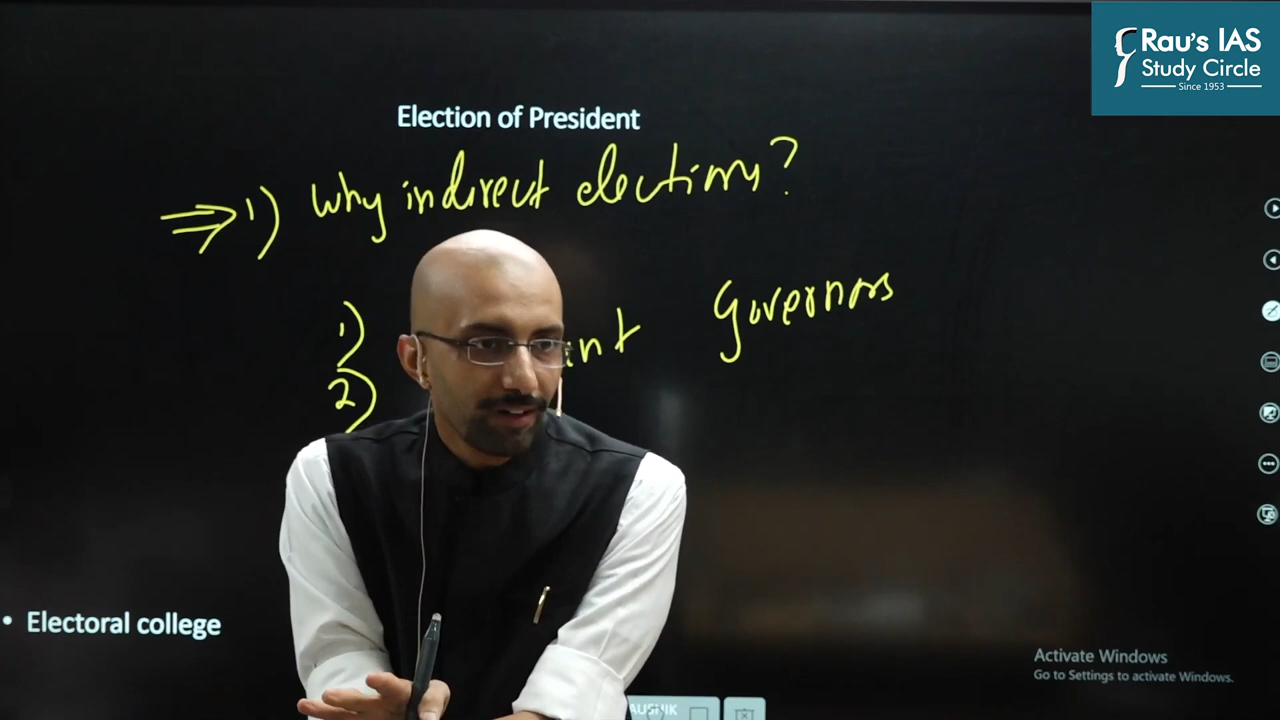 Rau's IAS
Study Circle
Since 1953
Election of President
⇒ 1) Why indirect elections?
1) Governors
2)
• Electoral college
Activate Windows
Go to Settings to activate Windows.